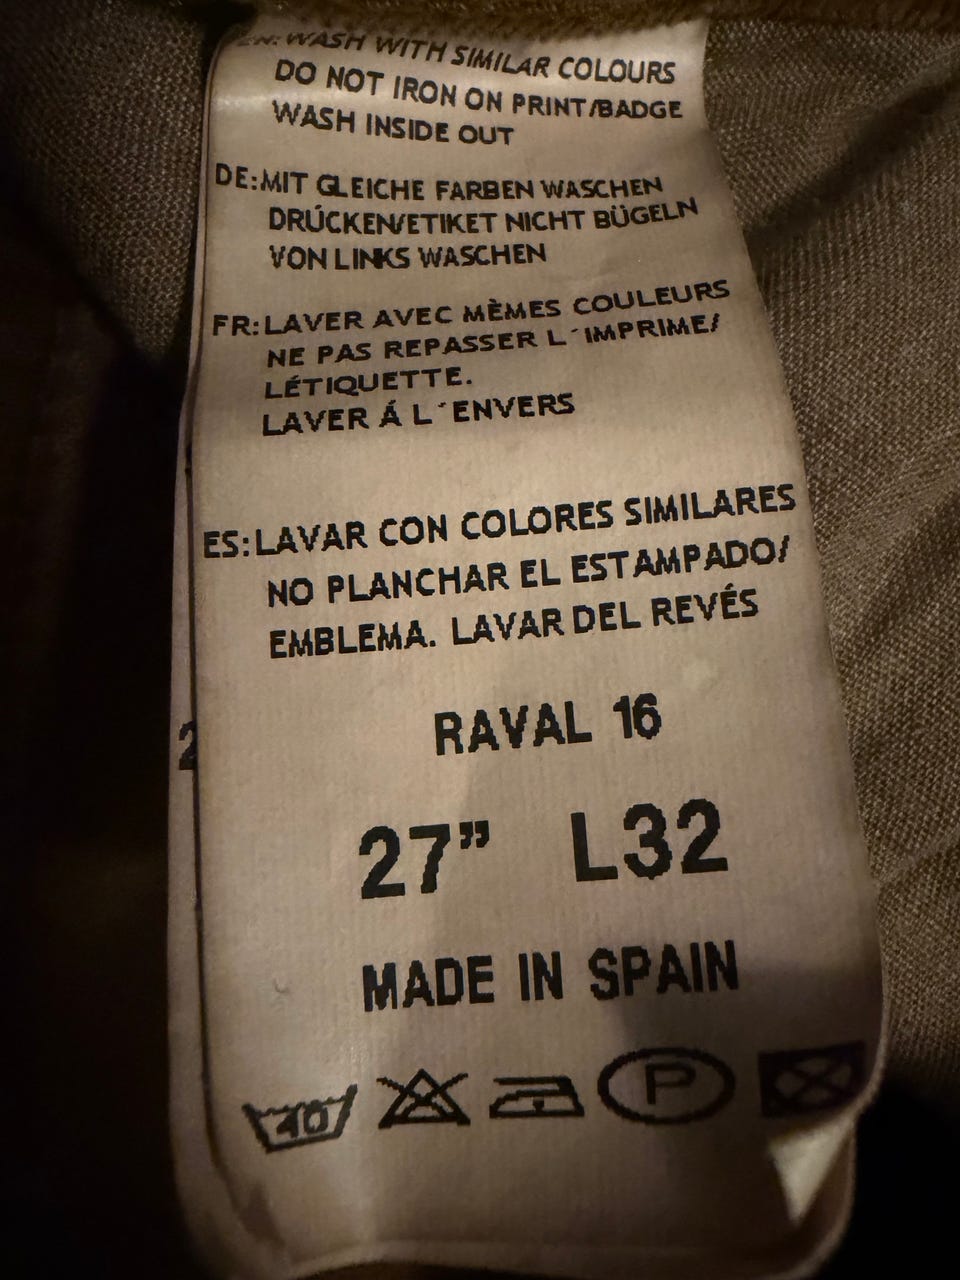 EN: WASH WITH SIMILAR COLOURS
DO NOT IRON ON PRINT/BADGE
WASH INSIDE OUT
DE:MIT GLEICHE FARBEN WASCHEN
DRÚCKEN/ETIKET NICHT BÜGELN
VON LINKS WASCHEN
FR:LAVER AVEC MÈMES COULEURS
NE PAS REPASSER L´IMPRIME/
LÉTIQUETTE.
LAVER Á L´ENVERS
ES:LAVAR CON COLORES SIMILARES
NO PLANCHAR EL ESTAMPADO/
EMBLEMA. LAVAR DEL REVÉS
RAVAL 16
2
27” L32
MADE IN SPAIN
40 P